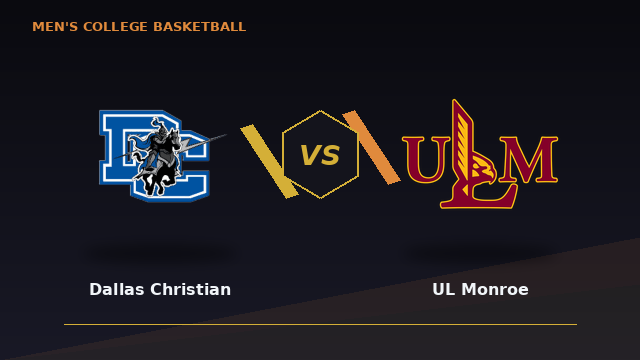 MEN'S COLLEGE BASKETBALL
DC
VS
ULM
Dallas Christian
UL Monroe